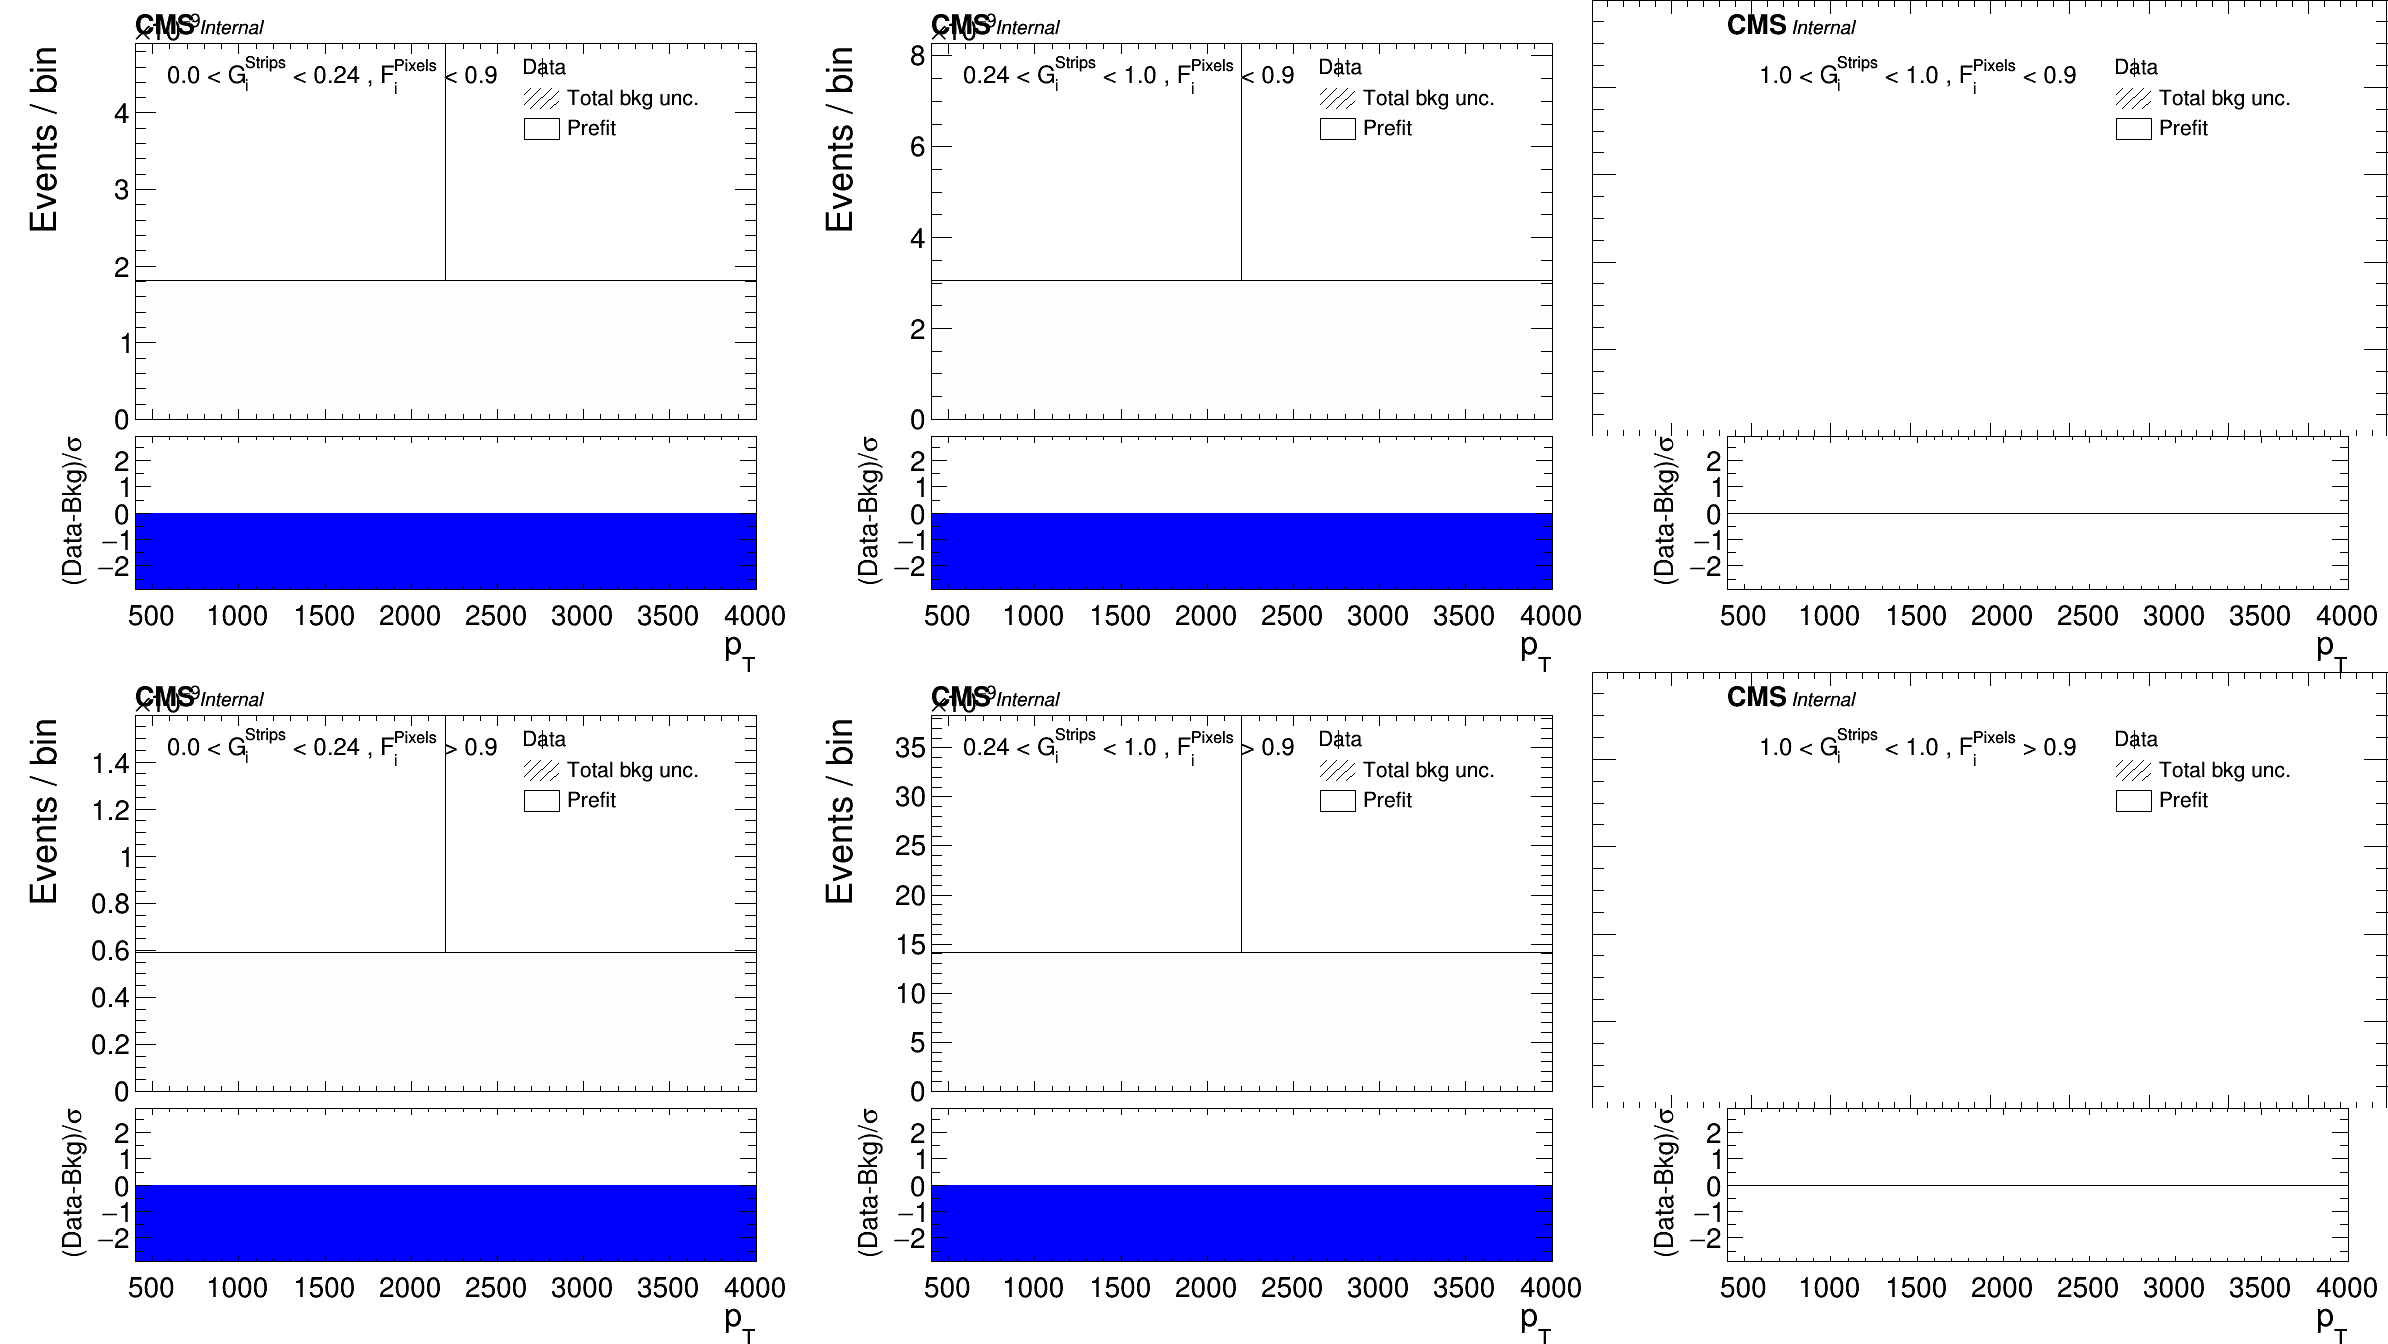 CMS Internal
×10^9
Events / bin
0.0 < G_i^Strips < 0.24 , F_i^Pixels < 0.9
Data
Total bkg unc.
Prefit
4
3
2
1
0
(Data-Bkg)/σ
2
1
0
−1
−2
500 1000 1500 2000 2500 3000 3500 4000
p_T
CMS Internal
×10^9
Events / bin
0.24 < G_i^Strips < 1.0 , F_i^Pixels < 0.9
Data
Total bkg unc.
Prefit
8
6
4
2
0
(Data-Bkg)/σ
2
1
0
−1
−2
500 1000 1500 2000 2500 3000 3500 4000
p_T
CMS Internal
1.0 < G_i^Strips < 1.0 , F_i^Pixels < 0.9
Data
Total bkg unc.
Prefit
(Data-Bkg)/σ
2
1
0
−1
−2
500 1000 1500 2000 2500 3000 3500 4000
p_T
CMS Internal
×10^9
Events / bin
0.0 < G_i^Strips < 0.24 , F_i^Pixels > 0.9
Data
Total bkg unc.
Prefit
1.4
1.2
1
0.8
0.6
0.4
0.2
0
(Data-Bkg)/σ
2
1
0
−1
−2
500 1000 1500 2000 2500 3000 3500 4000
p_T
CMS Internal
×10^9
Events / bin
0.24 < G_i^Strips < 1.0 , F_i^Pixels > 0.9
Data
Total bkg unc.
Prefit
35
30
25
20
15
10
5
0
(Data-Bkg)/σ
2
1
0
−1
−2
500 1000 1500 2000 2500 3000 3500 4000
p_T
CMS Internal
1.0 < G_i^Strips < 1.0 , F_i^Pixels > 0.9
Data
Total bkg unc.
Prefit
(Data-Bkg)/σ
2
1
0
−1
−2
500 1000 1500 2000 2500 3000 3500 4000
p_T